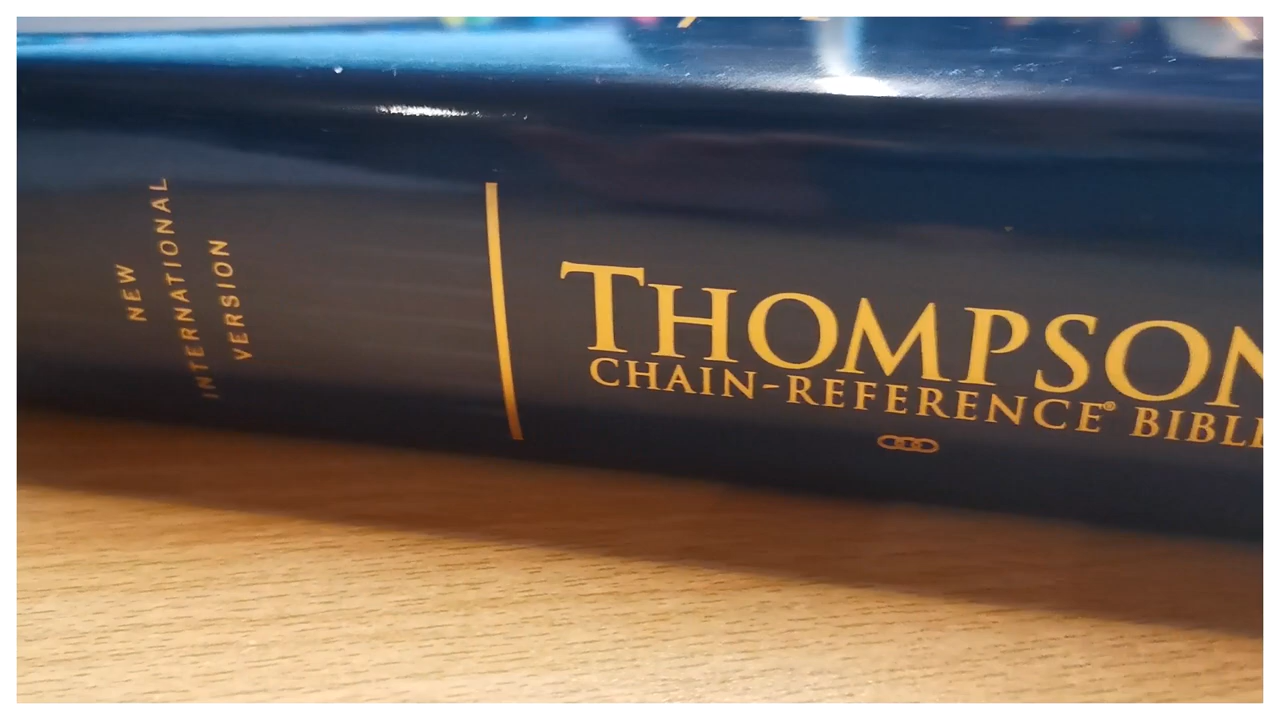 NEW
INTERNATIONAL
VERSION
THOMPSON
CHAIN-REFERENCE® BIBLE